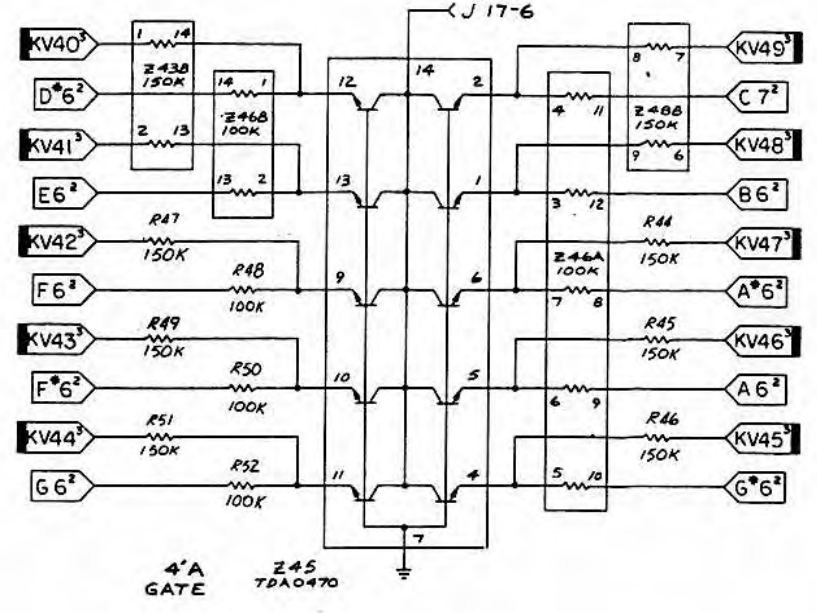 J 17-6
KV40³ 1 14 8 7 KV49³
Z43B
150K
14
D*6² 14 1 12 2 4 11 C7²
Z46B
100K
Z48B
150K
KV41³ 2 13 9 6 KV48³
E6² 13 2 13 1 3 12 B6²
KV42³ R47 150K R44 150K KV47³
Z46A
100K
F6² R48 100K 9 6 7 8 A*6²
KV43³ R49 150K R45 150K KV46³
F*6² R50 100K 10 5 6 9 A6²
KV44³ R51 150K R46 150K KV45³
G6² R52 100K 11 4 5 10 G*6²
7
4'A
GATE
Z45
TDA0470